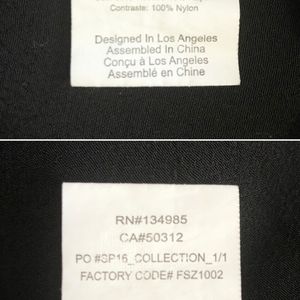 Contraste: 100% Nylon
Designed In Los Angeles
Assembled In China
Conçu à Los Angeles
Assemblé en Chine
RN#134985
CA#50312
PO #SP16_COLLECTION_1/1
FACTORY CODE# FSZ1002